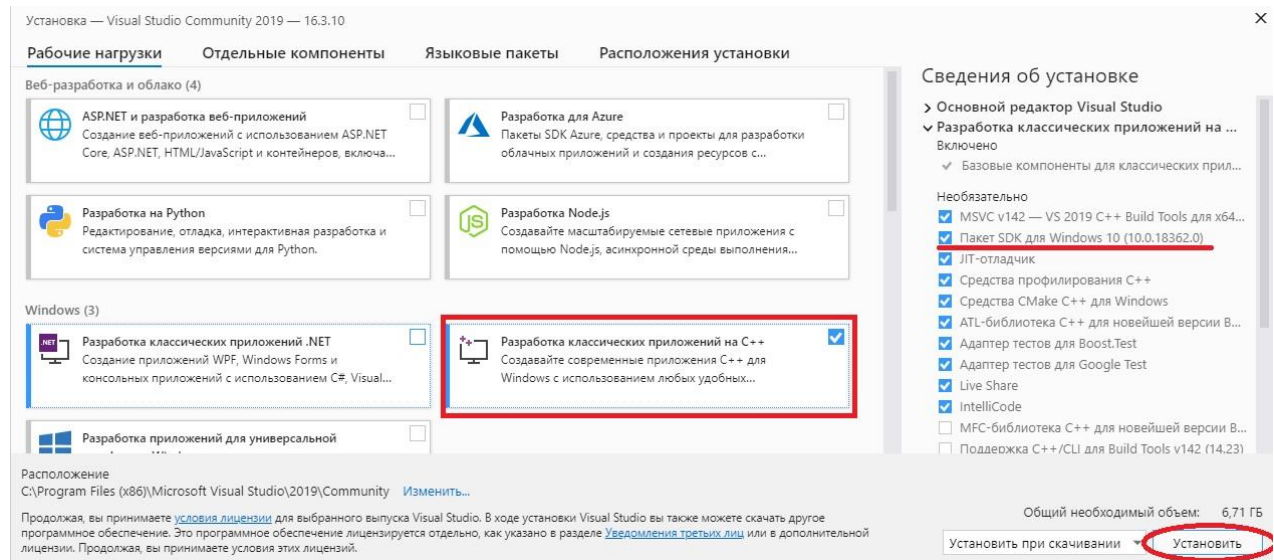 Установка — Visual Studio Community 2019 — 16.3.10
Рабочие нагрузки
Отдельные компоненты
Языковые пакеты
Расположения установки
Веб-разработка и облако (4)
ASP.NET и разработка веб-приложений
Создание веб-приложений с использованием ASP.NET
Core, ASP.NET, HTML/JavaScript и контейнеров, включа...
Разработка для Azure
Пакеты SDK Azure, средства и проекты для разработки
облачных приложений и создания ресурсов с...
Разработка на Python
Редактирование, отладка, интерактивная разработка и
система управления версиями для Python.
JS
Разработка Node.js
Создавайте масштабируемые сетевые приложения с
помощью Node.js, асинхронной среды выполнения...
Windows (3)
.NET
Разработка классических приложений .NET
Создание приложений WPF, Windows Forms и
консольных приложений с использованием C#, Visual...
Разработка классических приложений на C++
Создавайте современные приложения C++ для
Windows с использованием любых удобных...
Разработка приложений для универсальной
Сведения об установке
Основной редактор Visual Studio
Разработка классических приложений на ...
Включено
Базовые компоненты для классических прил...
Необязательно
MSVC v142 — VS 2019 C++ Build Tools для x64...
Пакет SDK для Windows 10 (10.0.18362.0)
JIT-отладчик
Средства профилирования C++
Средства CMake C++ для Windows
ATL-библиотека C++ для новейшей версии B...
Адаптер тестов для Boost.Test
Адаптер тестов для Google Test
Live Share
IntelliCode
MFC-библиотека C++ для новейшей версии B...
Поддержка C++/CLI для Build Tools v142 (14.23)
Расположение
C:\Program Files (x86)\Microsoft Visual Studio\2019\Community Изменить...
Продолжая, вы принимаете условия лицензии для выбранного выпуска Visual Studio. В ходе установки Visual Studio вы также можете скачать другое
программное обеспечение. Это программное обеспечение лицензируется отдельно, как указано в разделе Уведомления третьих лиц или в дополнительной
лицензии. Продолжая, вы принимаете условия этих лицензий.
Общий необходимый объем: 6,71 ГБ
Установить при скачивании
Установить